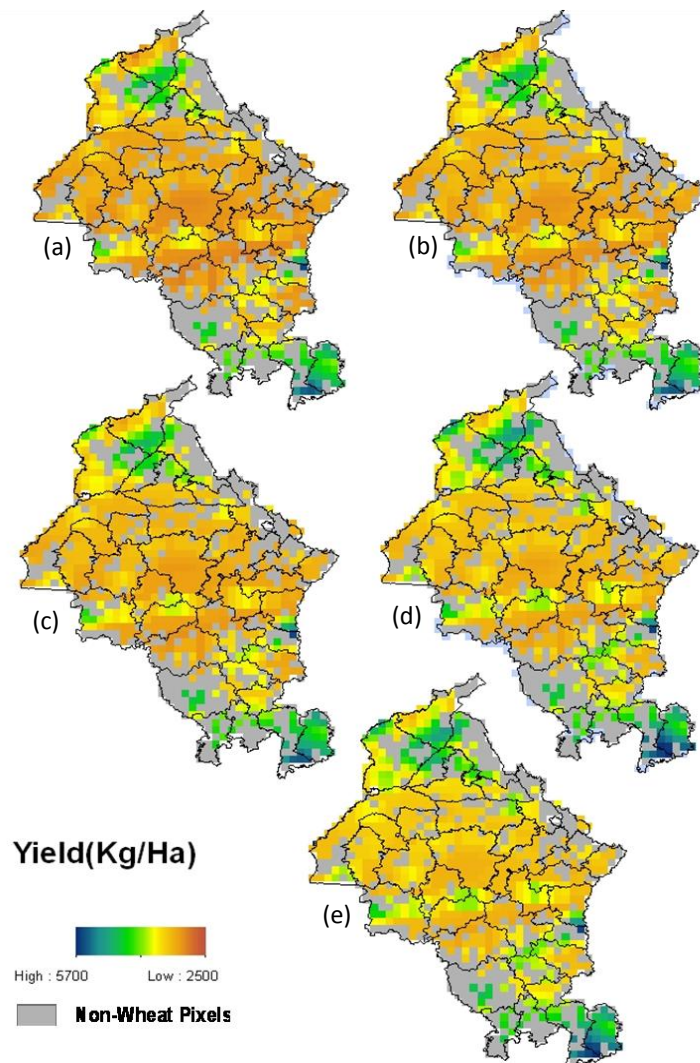 (a)
(b)
(c)
(d)
(e)
Yield(Kg/Ha)
High : 5700
Low : 2500
Non-Wheat Pixels